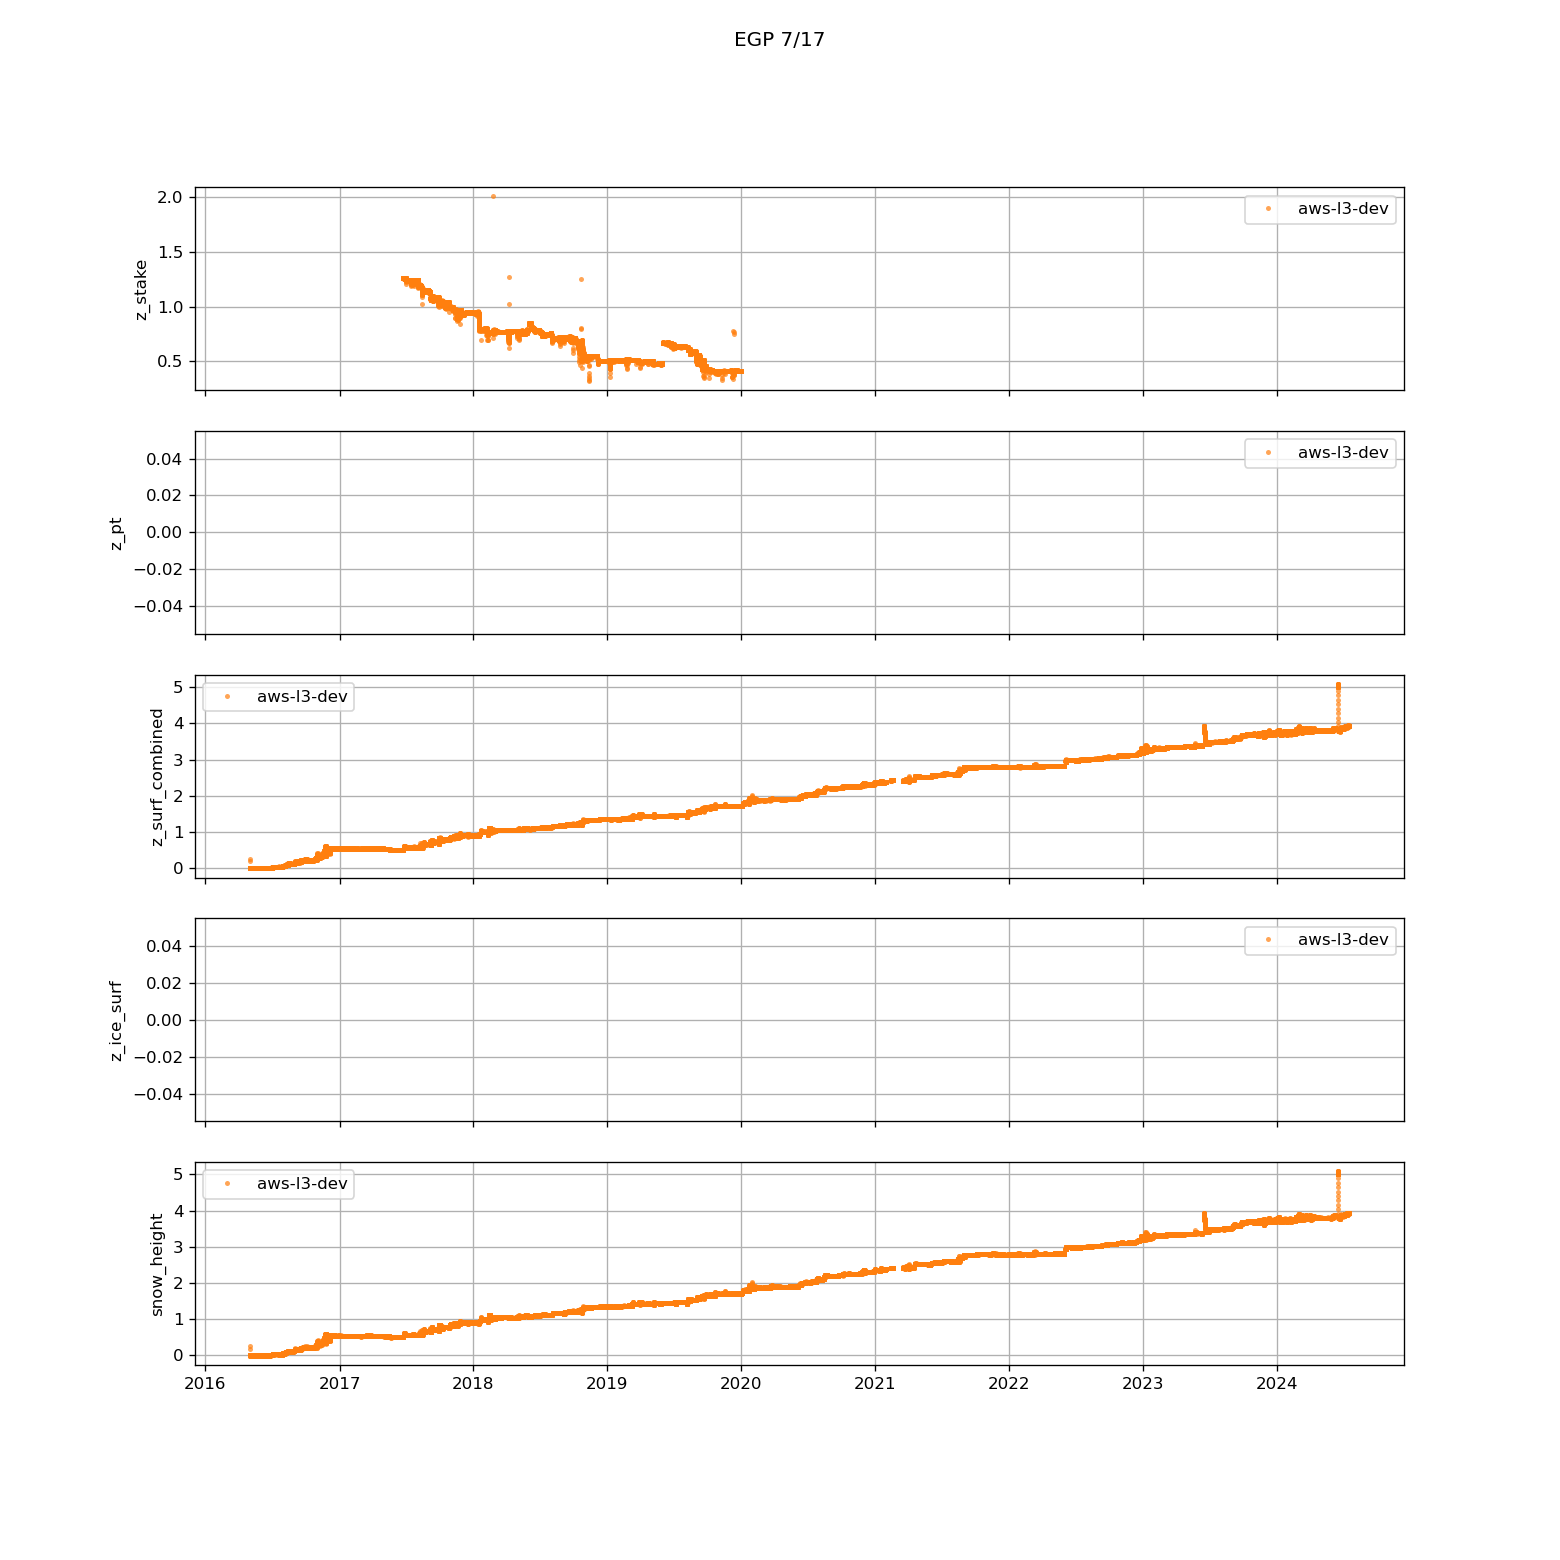 EGP 7/17
2.0
1.5
1.0
0.5
z_stake
aws-l3-dev
0.04
0.02
0.00
−0.02
−0.04
z_pt
aws-l3-dev
5
4
3
2
1
0
z_surf_combined
aws-l3-dev
0.04
0.02
0.00
−0.02
−0.04
z_ice_surf
aws-l3-dev
5
4
3
2
1
0
snow_height
aws-l3-dev
2016 2017 2018 2019 2020 2021 2022 2023 2024